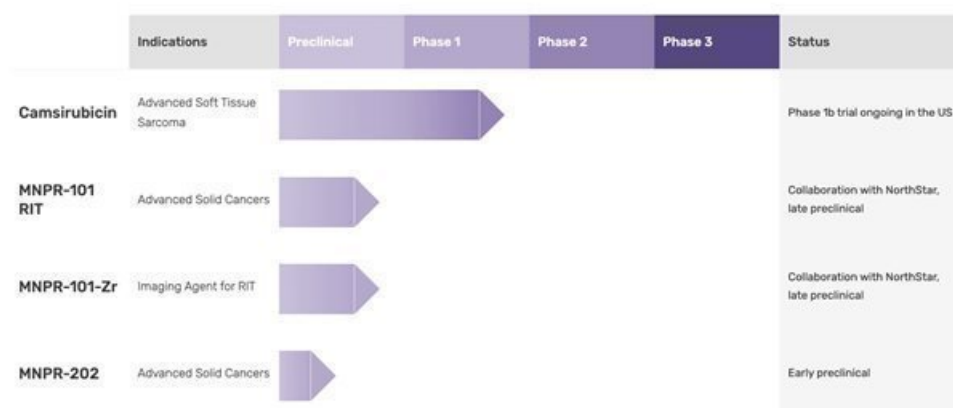 Indications Preclinical Phase 1 Phase 2 Phase 3 Status
Camsirubicin
Advanced Soft Tissue
Sarcoma
Phase 1b trial ongoing in the US
MNPR-101
RIT
Advanced Solid Cancers
Collaboration with NorthStar,
late preclinical
MNPR-101-Zr
Imaging Agent for RIT
Collaboration with NorthStar,
late preclinical
MNPR-202
Advanced Solid Cancers
Early preclinical